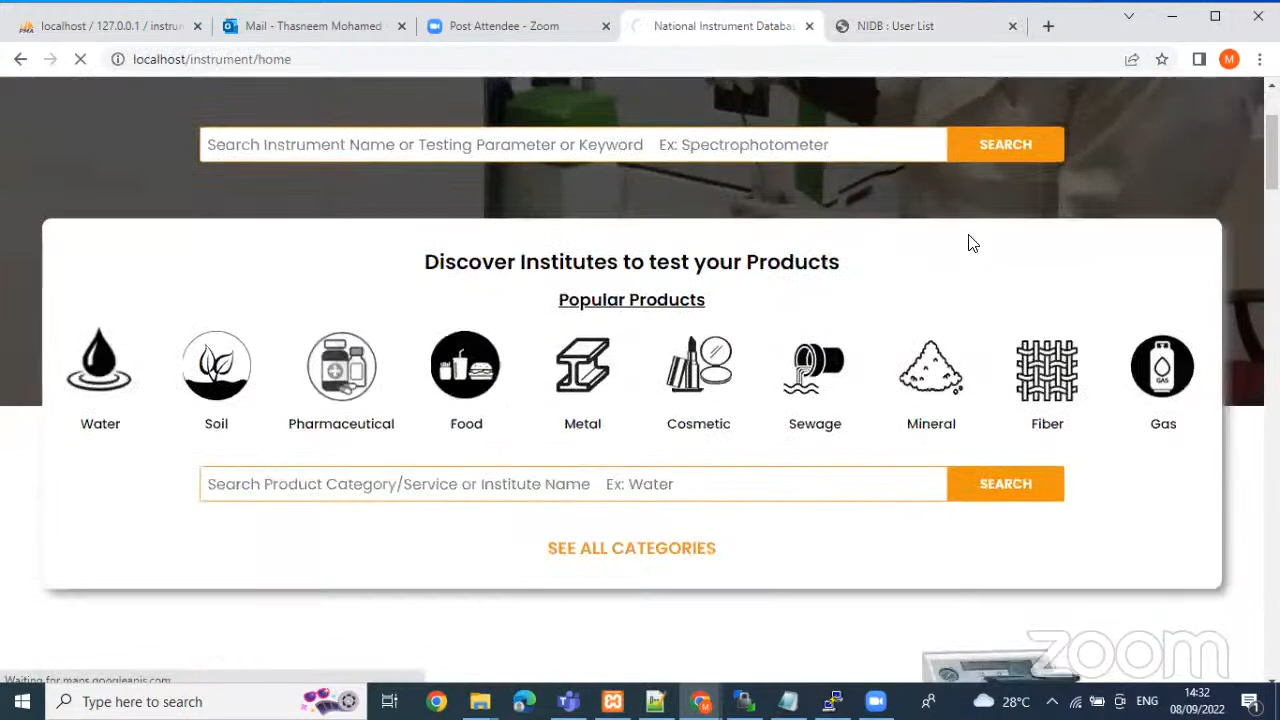 localhost / 127.0.0.1 / instru
Mail - Thasneem Mohamed
Post Attendee - Zoom
National Instrument Databa
NIDB : User List
localhost/instrument/home
M
Search Instrument Name or Testing Parameter or Keyword Ex: Spectrophotometer
SEARCH
Discover Institutes to test your Products
Popular Products
GAS
Water
Soil
Pharmaceutical
Food
Metal
Cosmetic
Sewage
Mineral
Fiber
Gas
Search Product Category/Service or Institute Name Ex: Water
SEARCH
SEE ALL CATEGORIES
zoom
Waiting for maps.googleapis.com
Type here to search
28°C
ENG
14:32
08/09/2022